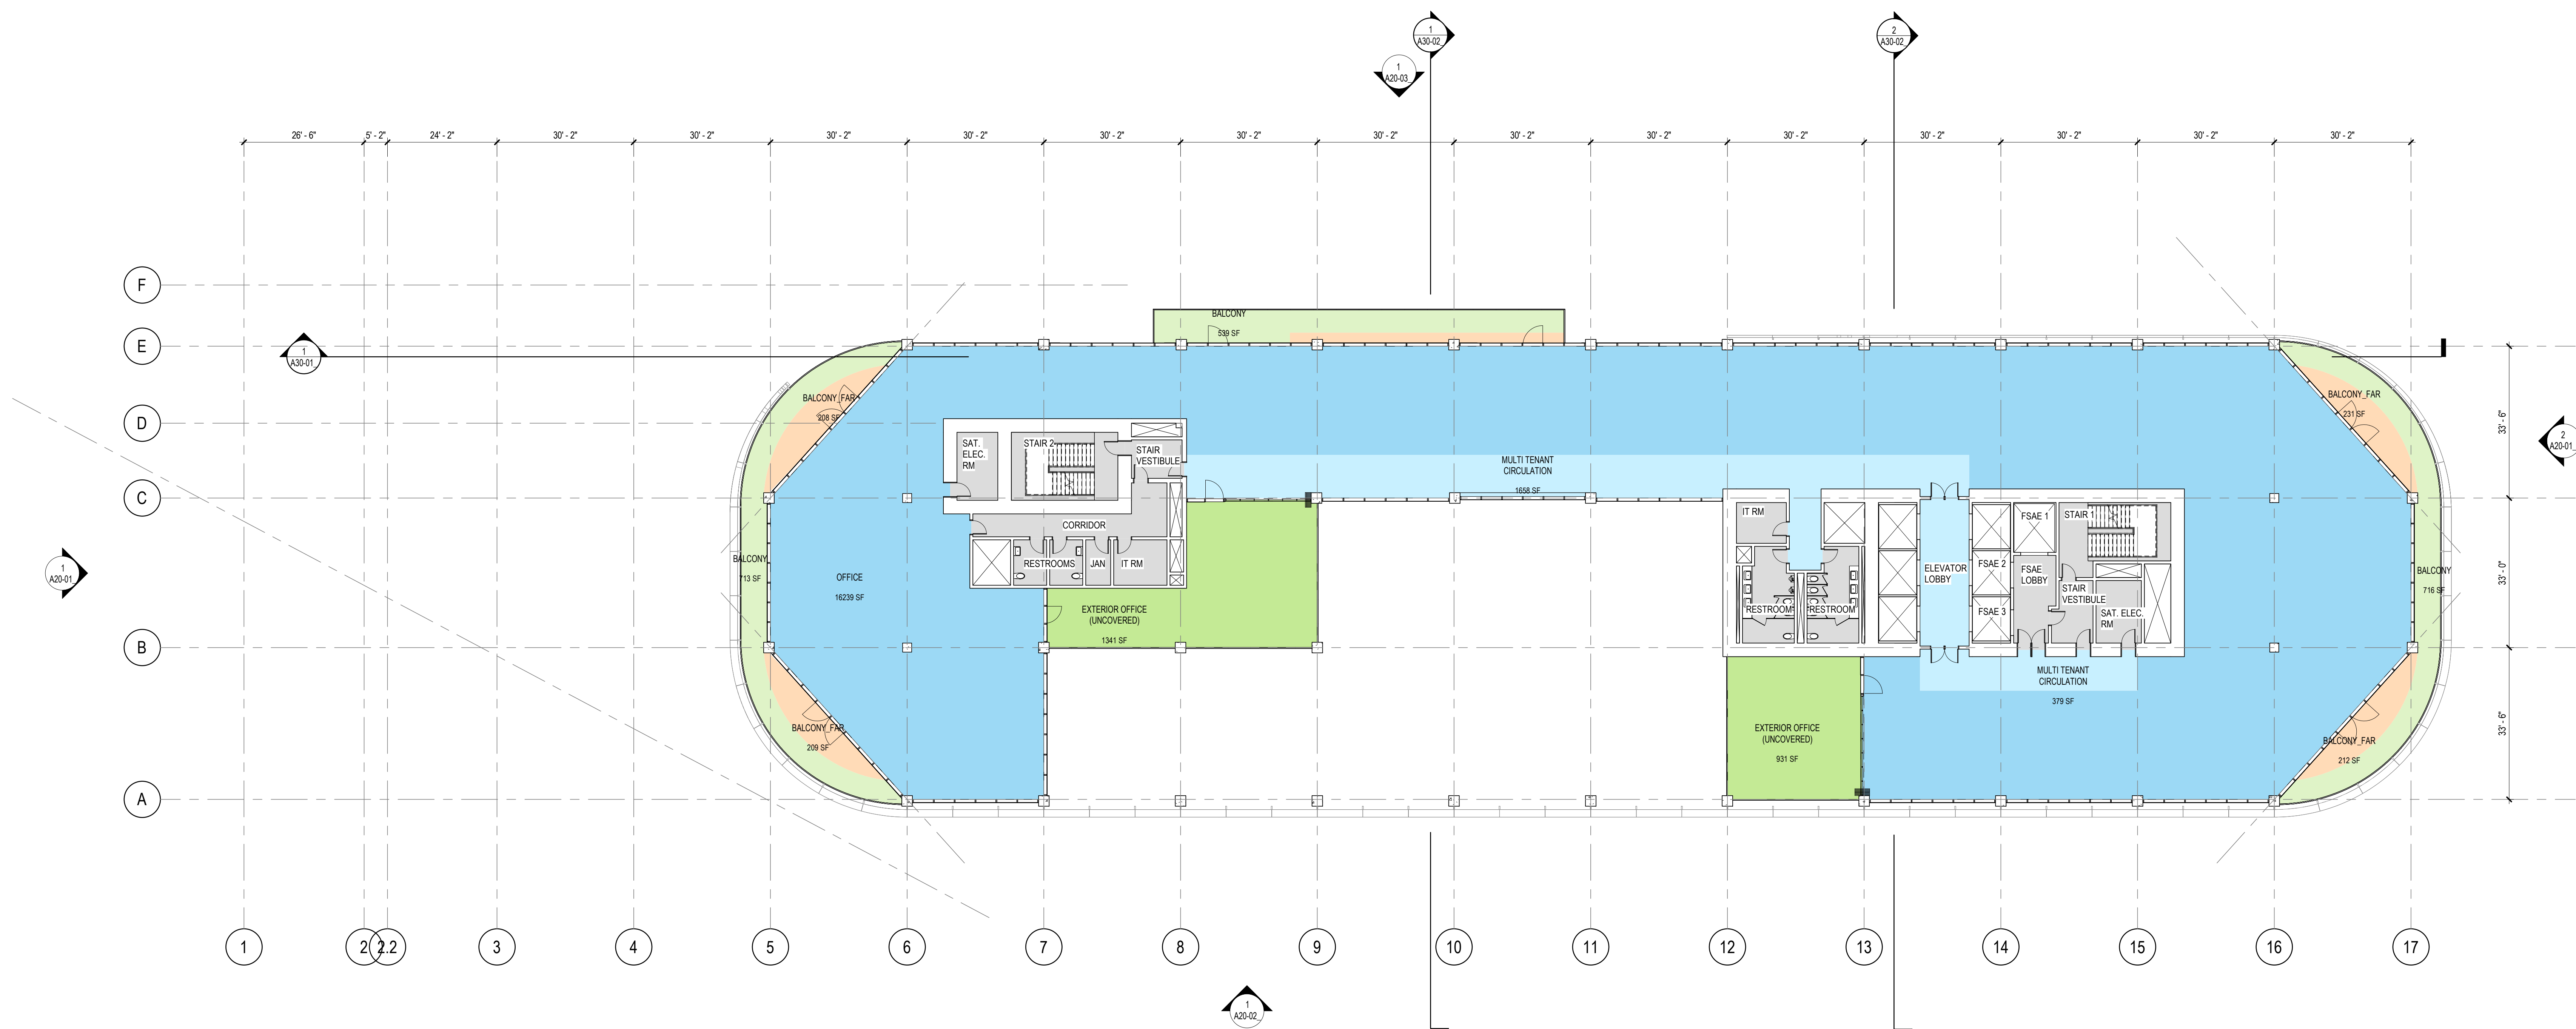 1
A30-02_
2
A30-02_
1
A20-03_
26' - 6"
5' - 2"
24' - 2"
30' - 2"
30' - 2"
30' - 2"
30' - 2"
30' - 2"
30' - 2"
30' - 2"
30' - 2"
30' - 2"
30' - 2"
30' - 2"
30' - 2"
30' - 2"
30' - 2"
F
BALCONY
539 SF
E
1
A30-01_
BALCONY_FAR
208 SF
BALCONY_FAR
231 SF
D
33' - 6"
2
A20-01_
SAT.
ELEC.
RM
STAIR 2
STAIR
VESTIBULE
MULTI TENANT
CIRCULATION
1658 SF
C
IT RM
FSAE 1
STAIR 1
CORRIDOR
RESTROOMS
JAN
IT RM
BALCONY
713 SF
OFFICE
16239 SF
1
A20-01_
ELEVATOR
LOBBY
FSAE 2
FSAE
LOBBY
BALCONY
716 SF
33' - 0"
STAIR
VESTIBULE
RESTROOM
RESTROOM
FSAE 3
SAT. ELEC.
RM
EXTERIOR OFFICE
(UNCOVERED)
1341 SF
B
MULTI TENANT
CIRCULATION
379 SF
BALCONY_FAR
209 SF
EXTERIOR OFFICE
(UNCOVERED)
931 SF
BALCONY_FAR
212 SF
33' - 6"
A
1
2
2.2
3
4
5
6
7
8
9
10
11
12
13
14
15
16
17
1
A20-02_